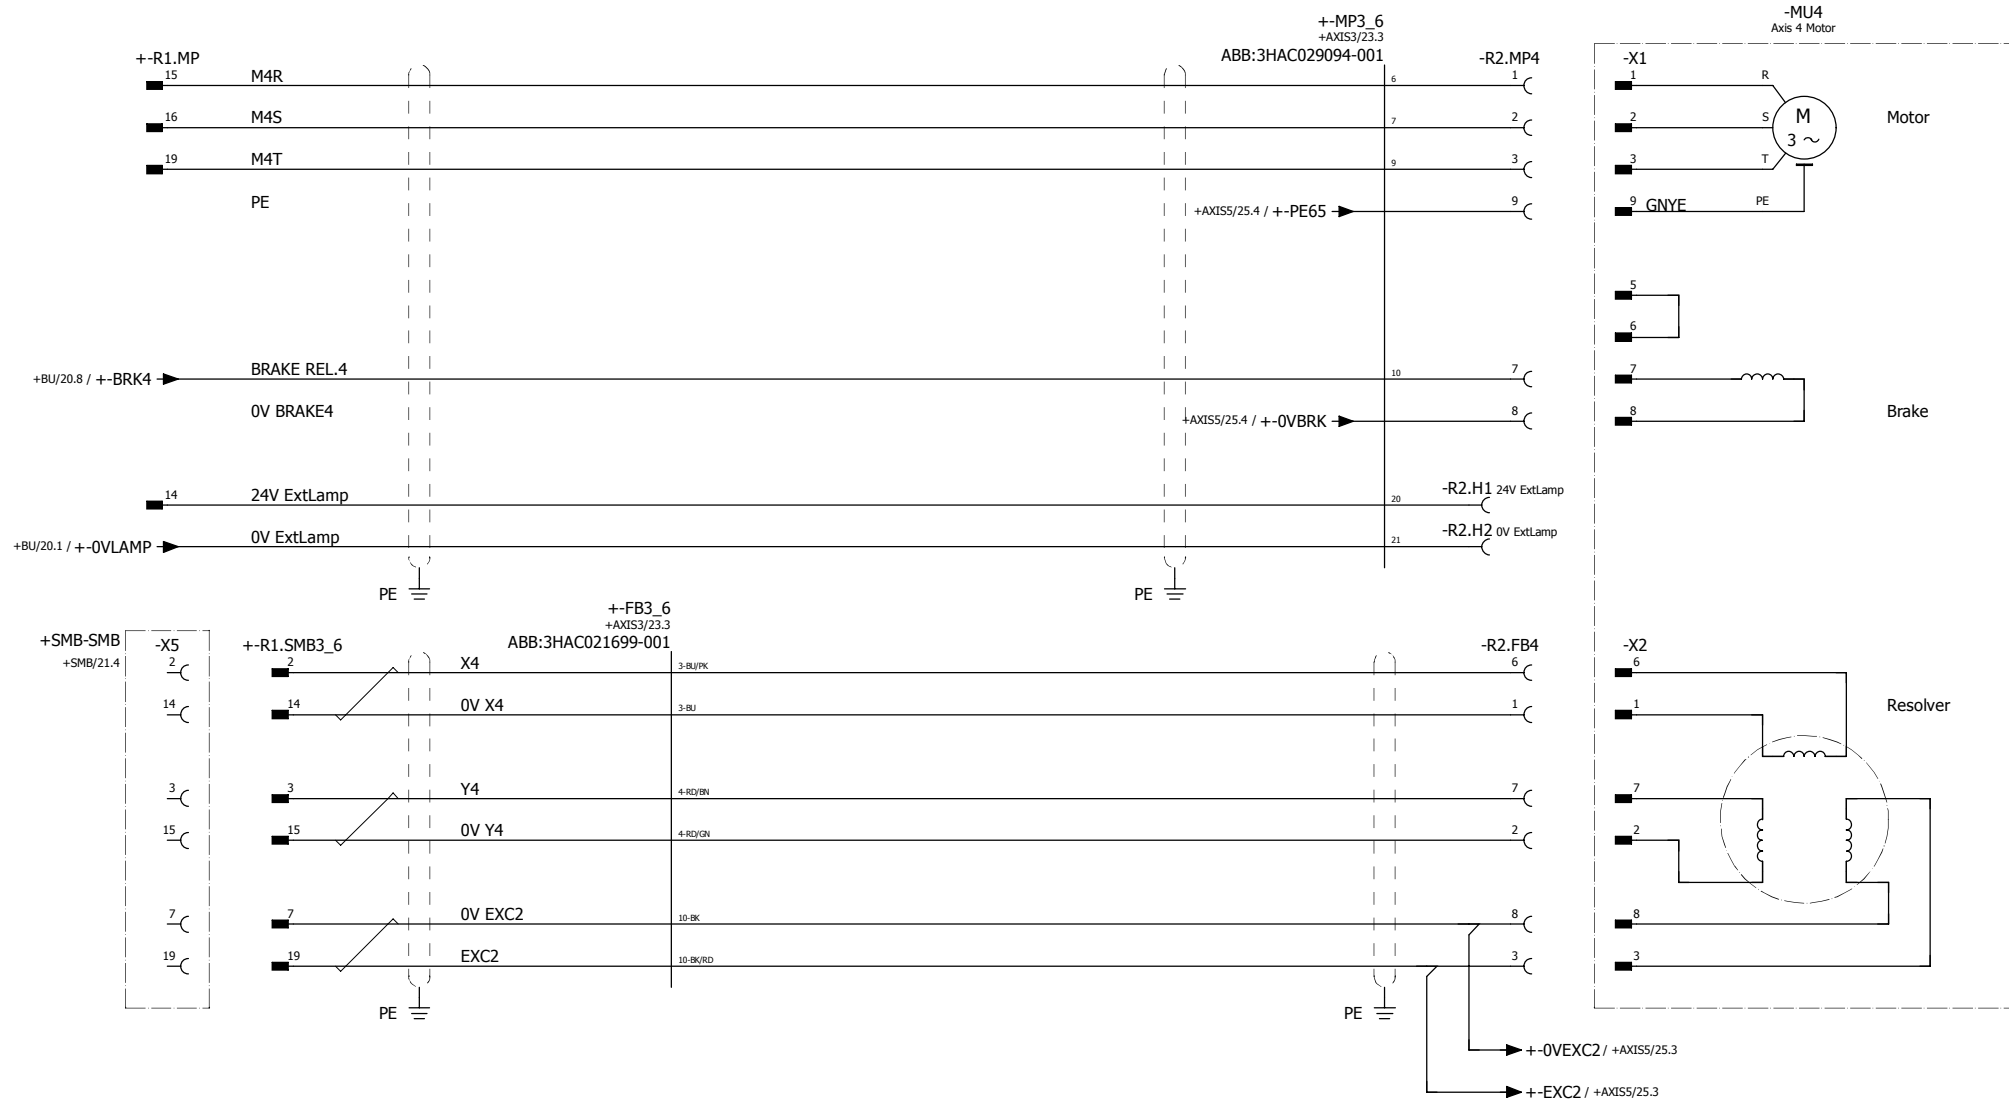 +-MP3_6
+AXIS3/23.3
ABB:3HAC029094-001
-MU4
Axis 4 Motor
+-R1.MP
-R2.MP4
-X1
15 M4R 6 1 1 R
16 M4S 7 2 2 S
M
3 ~
Motor
19 M4T 9 3 3 T
PE +AXIS5/25.4 / +-PE65 9 9 GNYE PE
5
6
+BU/20.8 / +-BRK4 BRAKE REL.4 10 7 7
0V BRAKE4 +AXIS5/25.4 / +-0VBRK 8 8 Brake
14 24V ExtLamp 20 -R2.H1 24V ExtLamp
+BU/20.1 / +-0VLAMP 0V ExtLamp 21 -R2.H2 0V ExtLamp
PE PE
+-FB3_6
+AXIS3/23.3
ABB:3HAC021699-001
+SMB-SMB
+SMB/21.4
-X5 +-R1.SMB3_6 -R2.FB4 -X2
2 2 X4 3-BU/PK 6 6
14 14 0V X4 3-BU 1 1 Resolver
3 3 Y4 4-RD/BN 7 7
15 15 0V Y4 4-RD/GN 2 2
7 7 0V EXC2 10-BK 8 8
19 19 EXC2 10-BK/RD 3 3
PE PE
+-0VEXC2 / +AXIS5/25.3
+-EXC2 / +AXIS5/25.3